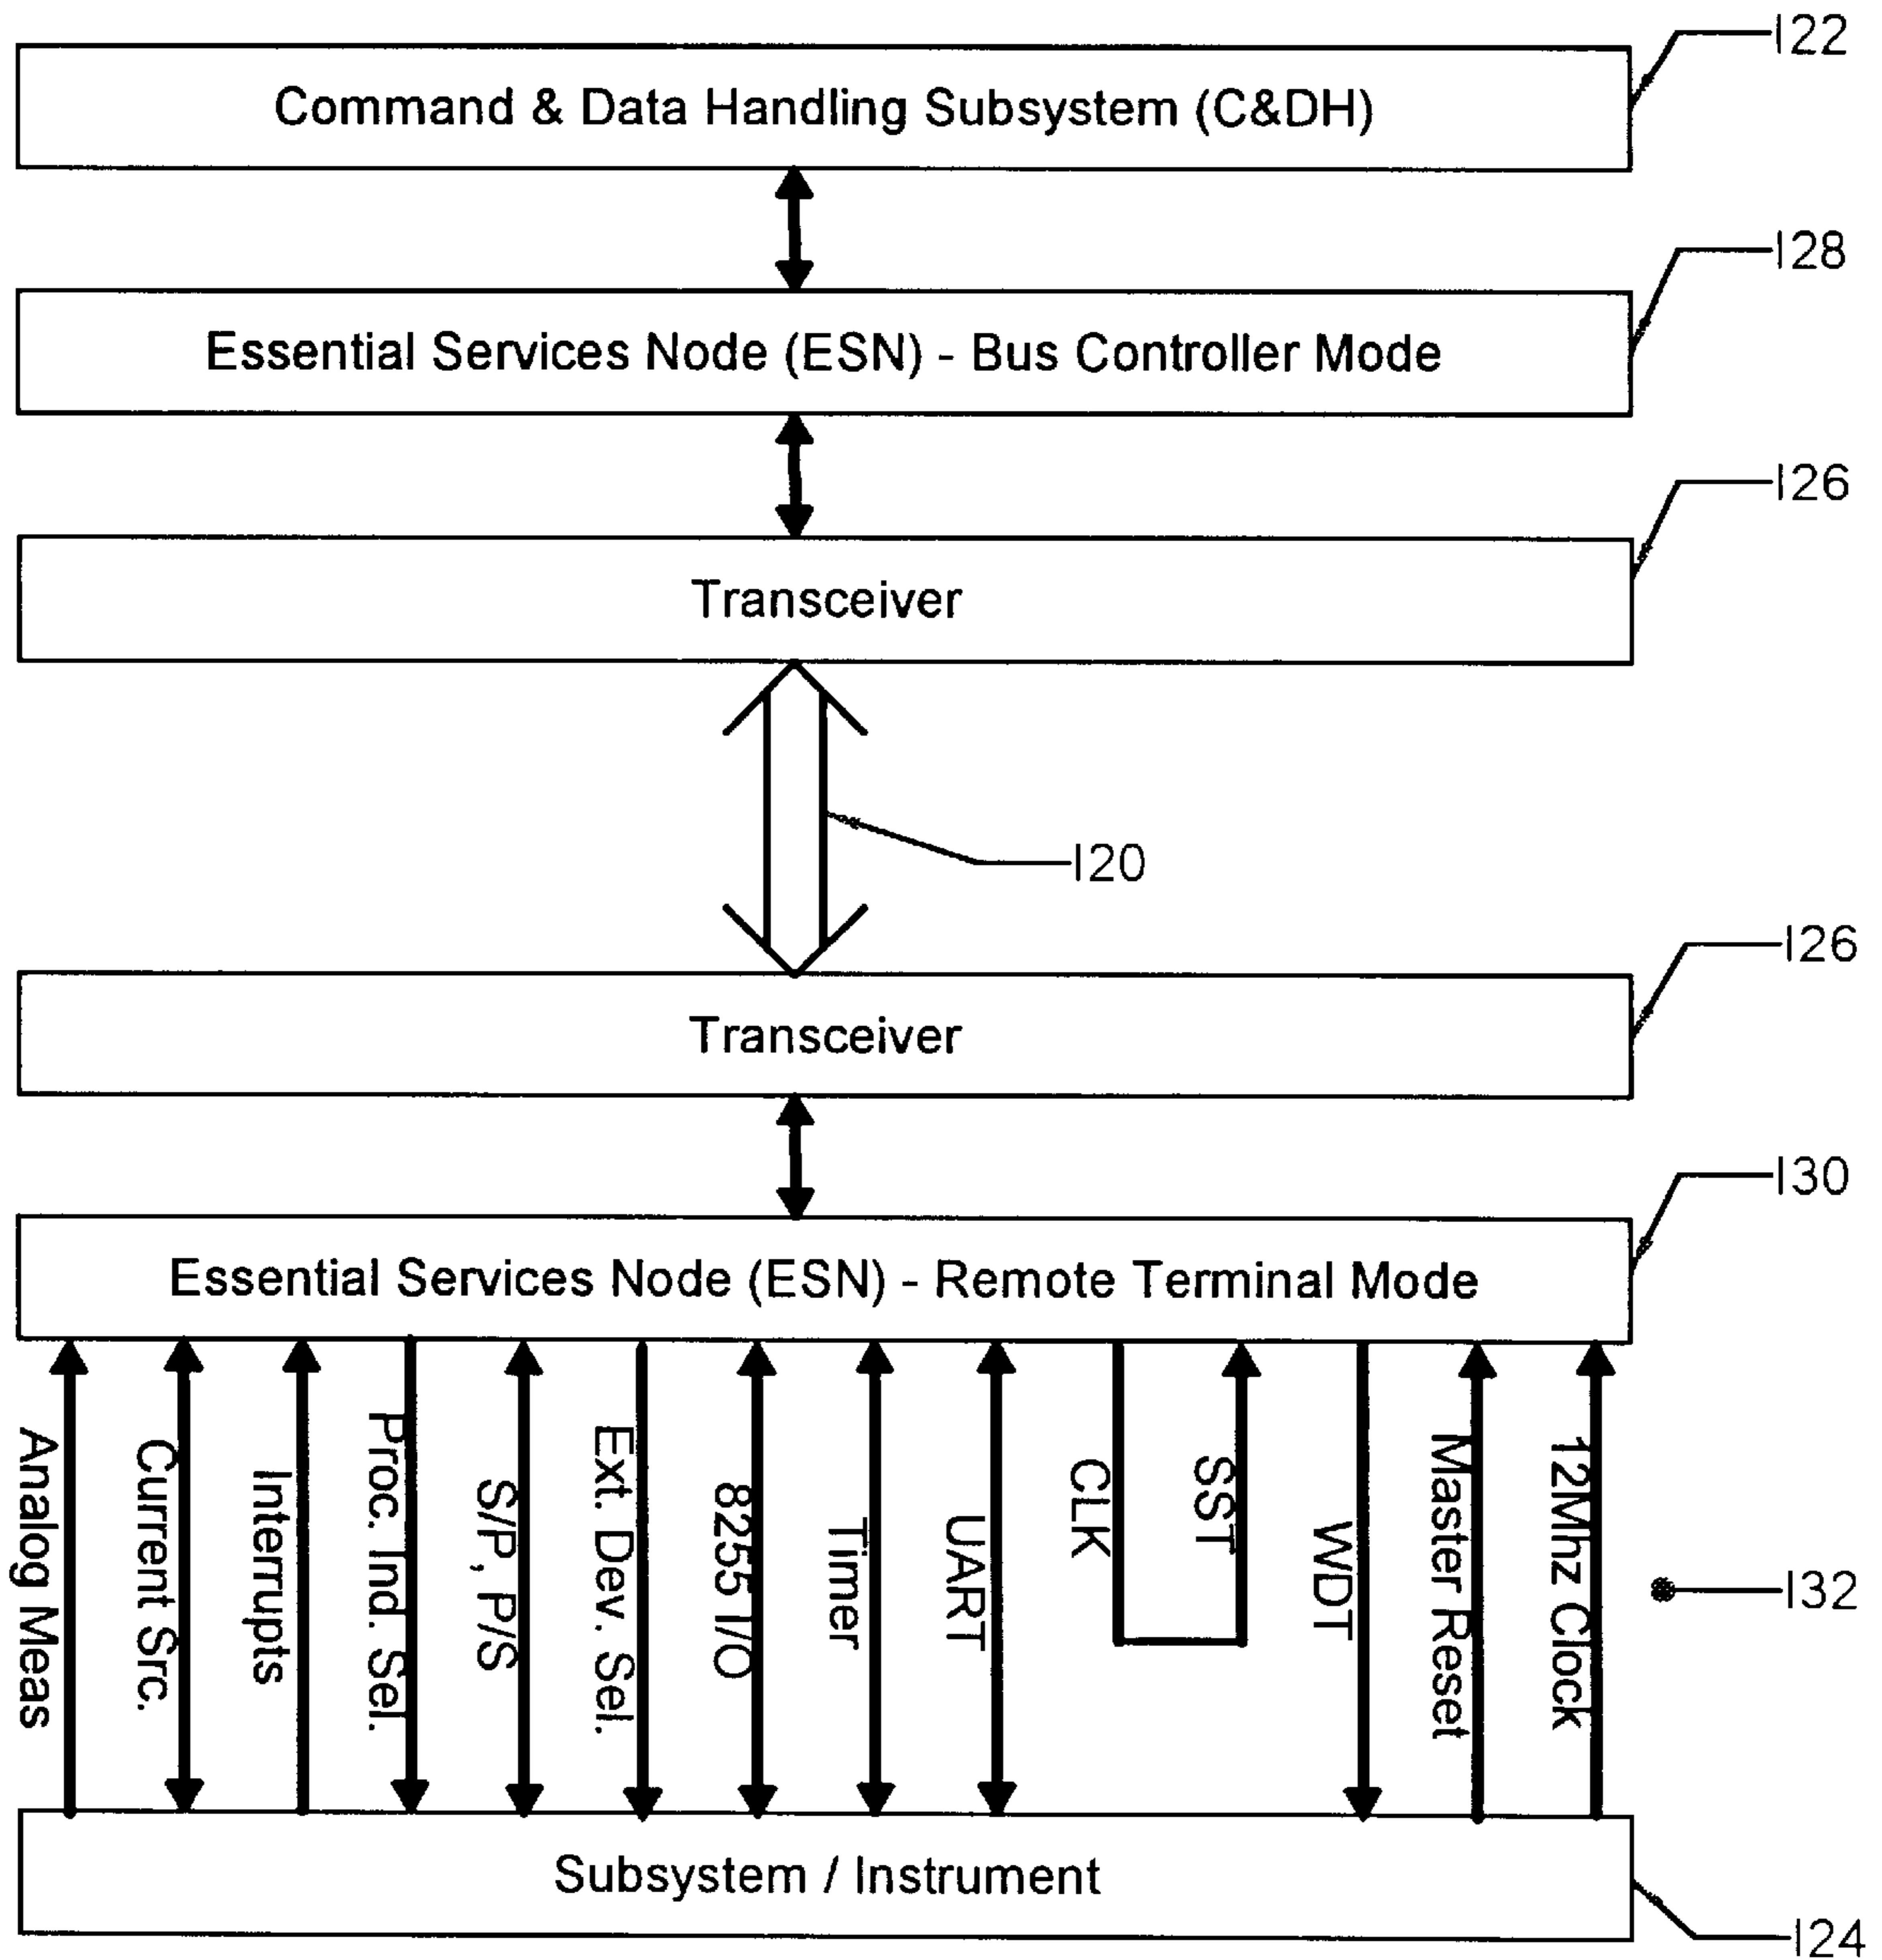 122
Command & Data Handling Subsystem (C&DH)
128
Essential Services Node (ESN) - Bus Controller Mode
126
Transceiver
120
126
Transceiver
130
Essential Services Node (ESN) - Remote Terminal Mode
Analog Meas
Current Src.
Interrupts
Proc. Ind. Sel.
S/P, P/S
Ext. Dev. Sel.
8255 I/O
Timer
UART
CLK
SST
WDT
Master Reset
12Mhz Clock
132
Subsystem / Instrument
124